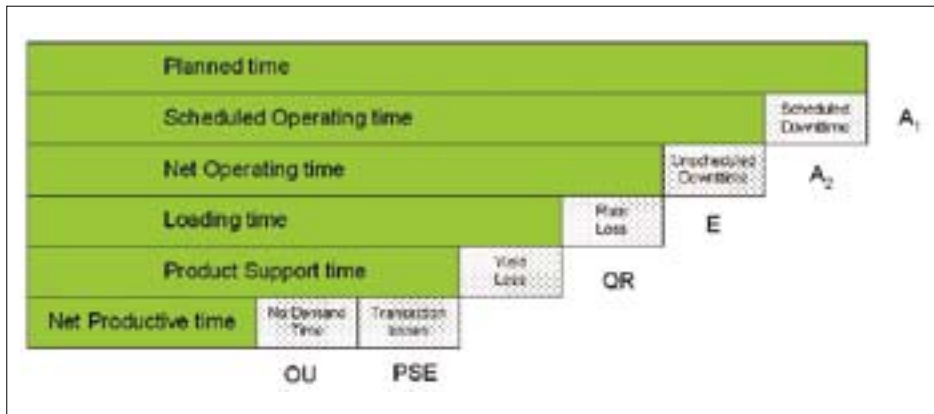 Planned time
Scheduled Operating time
Scheduled
Downtime
A1
Net Operating time
Unscheduled
Downtime
A2
Loading time
Rate
Loss
E
Product Support time
Yield
Loss
QR
Net Productive time
No Demand
Time
Transaction
losses
OU
PSE